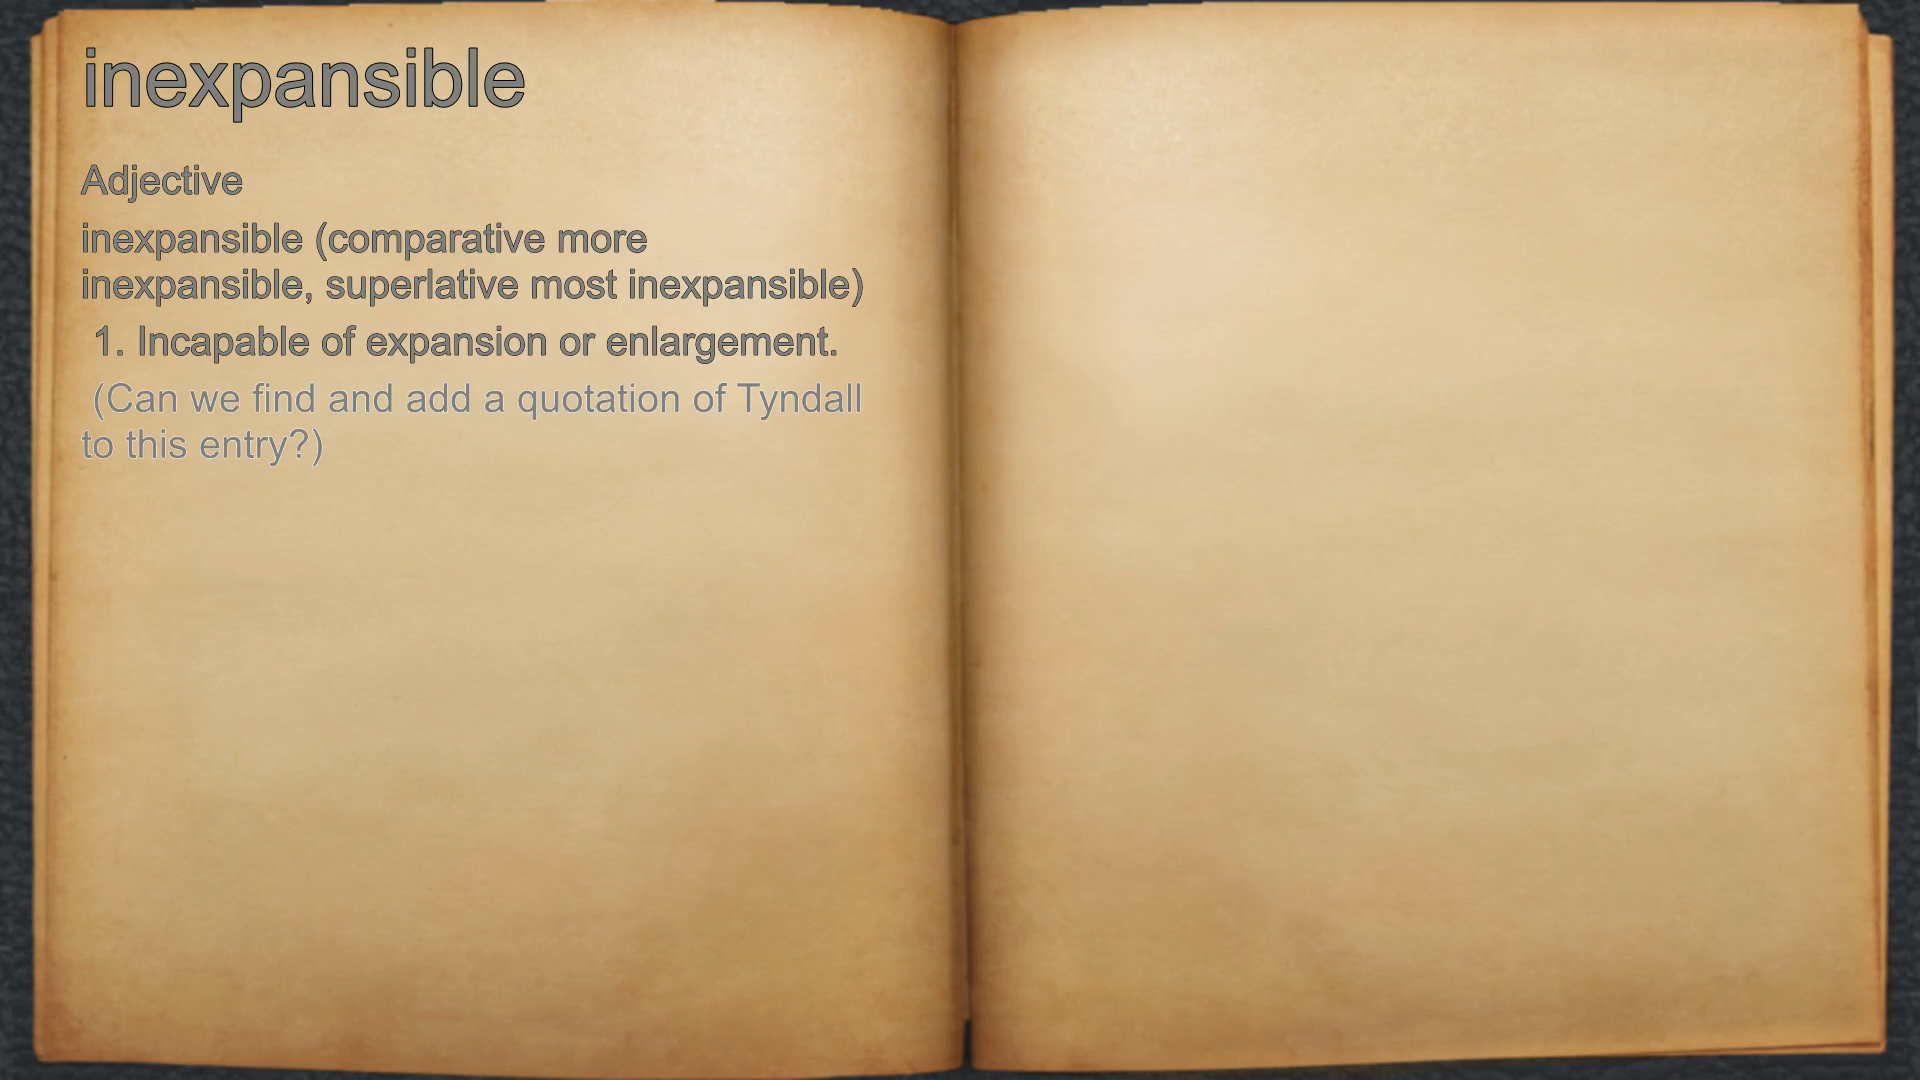 inexpansible
Adjective
inexpansible (comparative more
inexpansible, superlative most inexpansible)
1. Incapable of expansion or enlargement.
(Can we find and add a quotation of Tyndall
to this entry?)